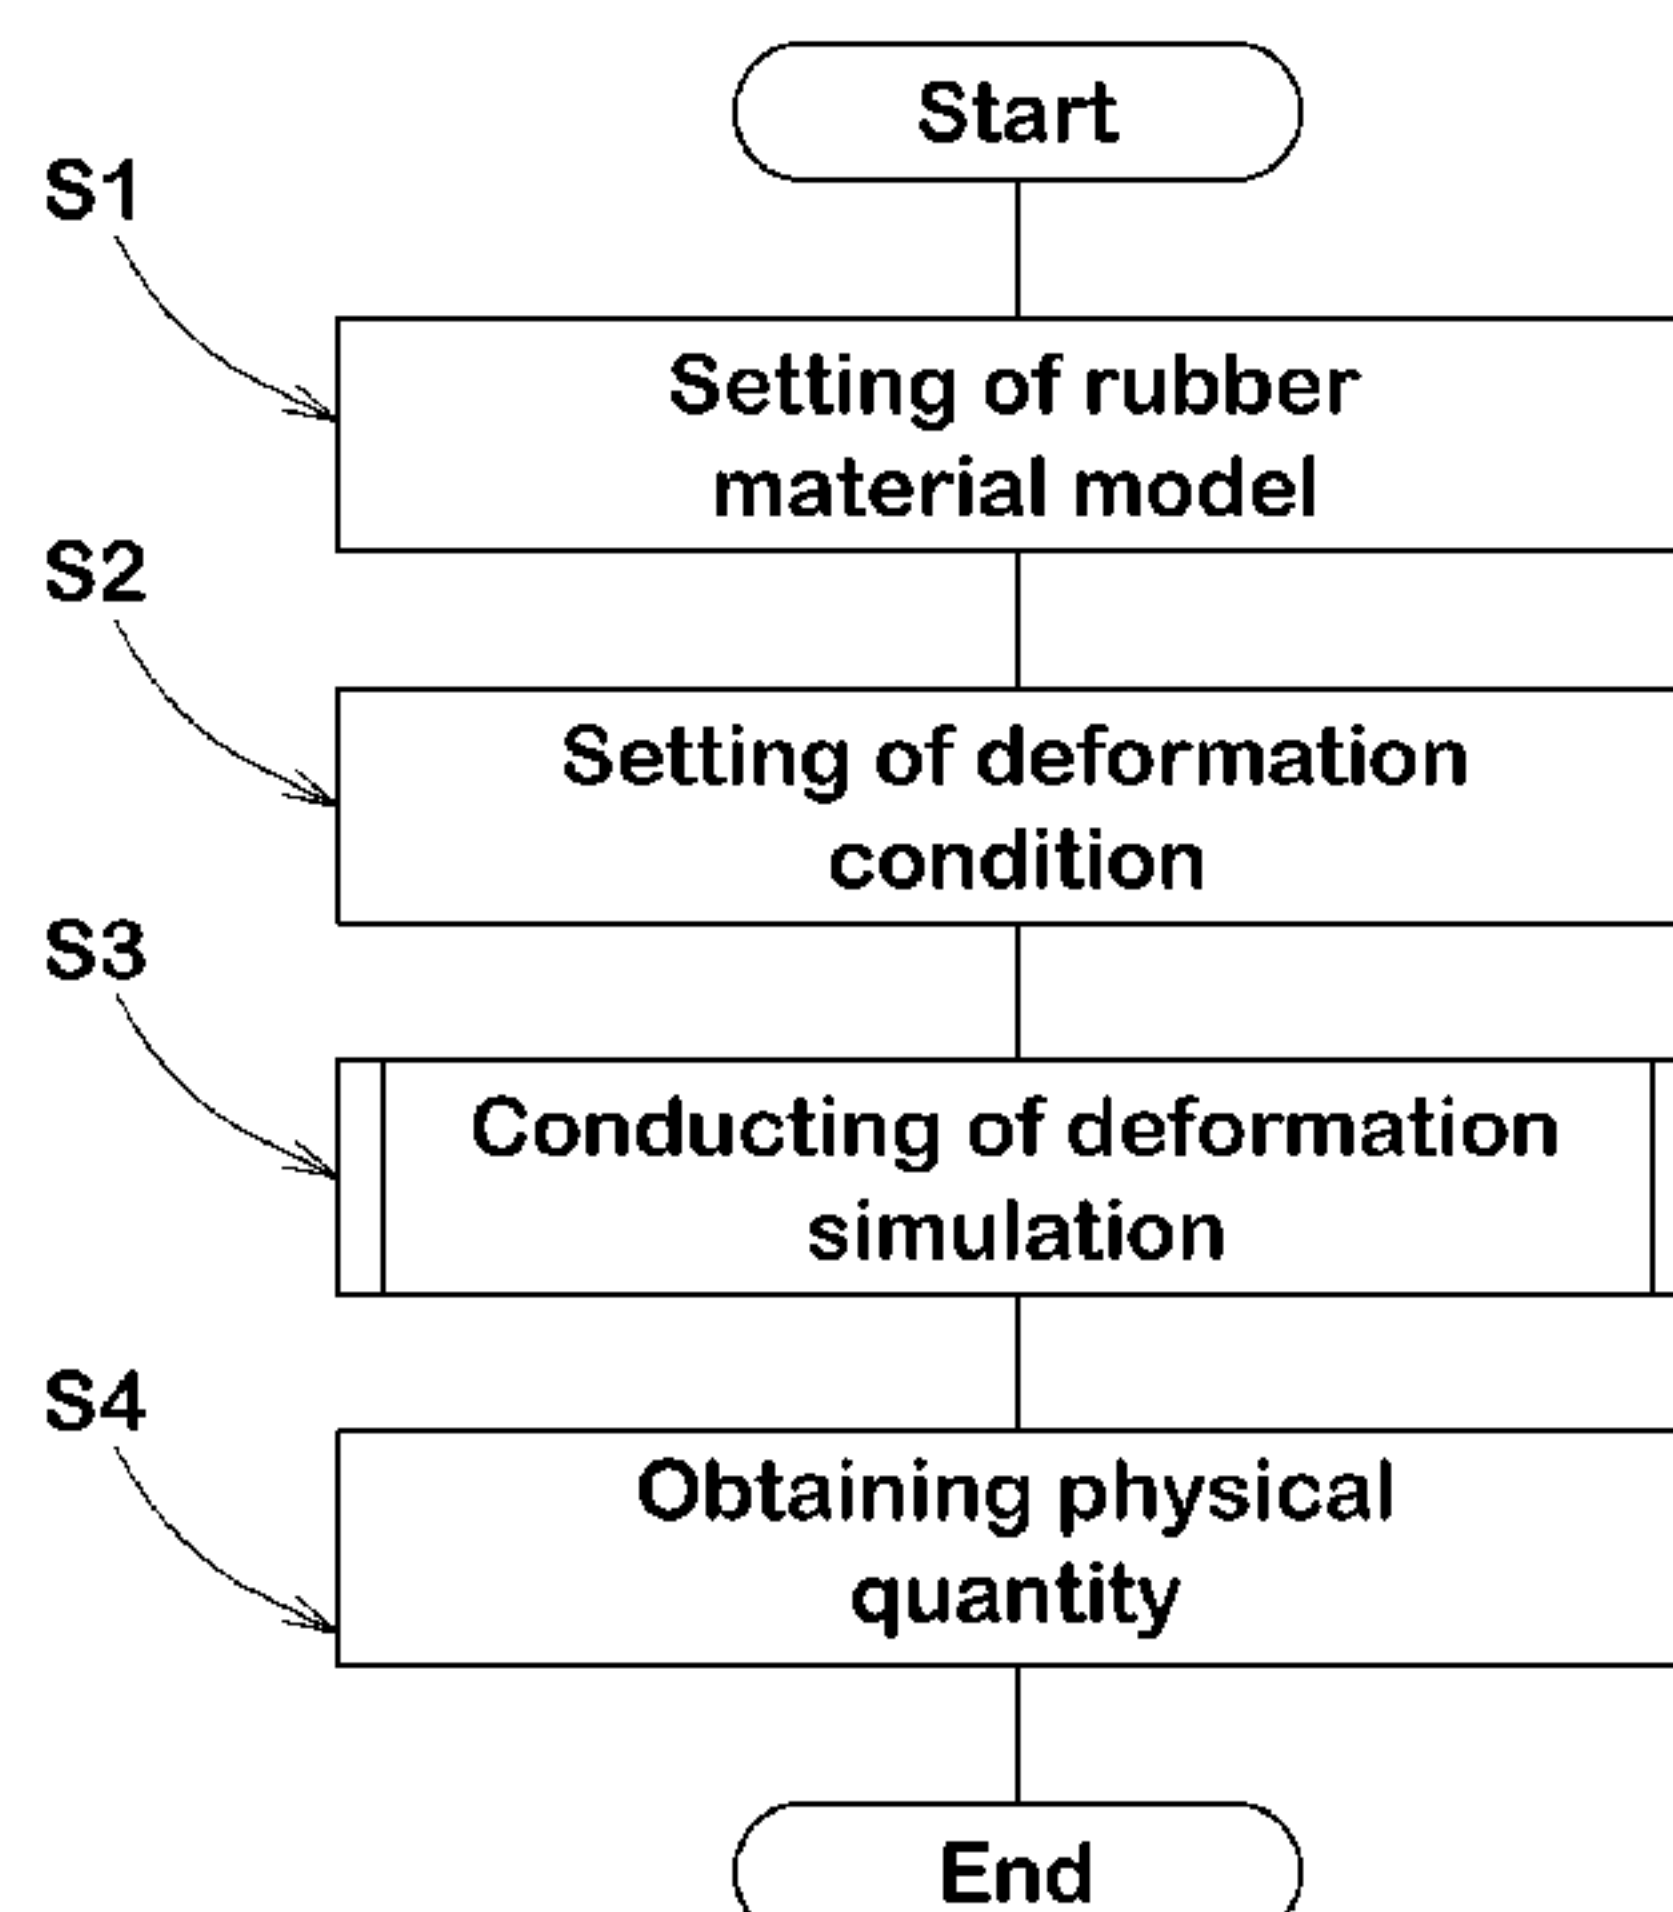 Start
S1
Setting of rubber
material model
S2
Setting of deformation
condition
S3
Conducting of deformation
simulation
S4
Obtaining physical
quantity
End